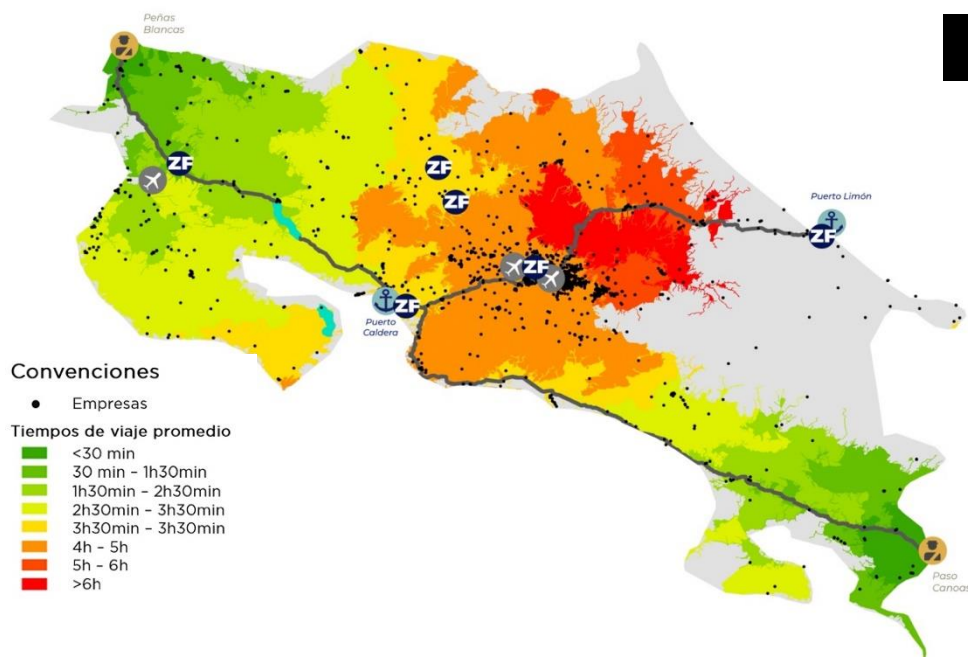 Peñas
Blancas
ZF
ZF
ZF
Puerto Limón
ZF
ZF
ZF
Puerto
Caldera
Convenciones
Empresas
Tiempos de viaje promedio
<30 min
30 min – 1h30min
1h30min – 2h30min
2h30min – 3h30min
3h30min – 3h30min
4h – 5h
5h – 6h
>6h
Paso
Canoas